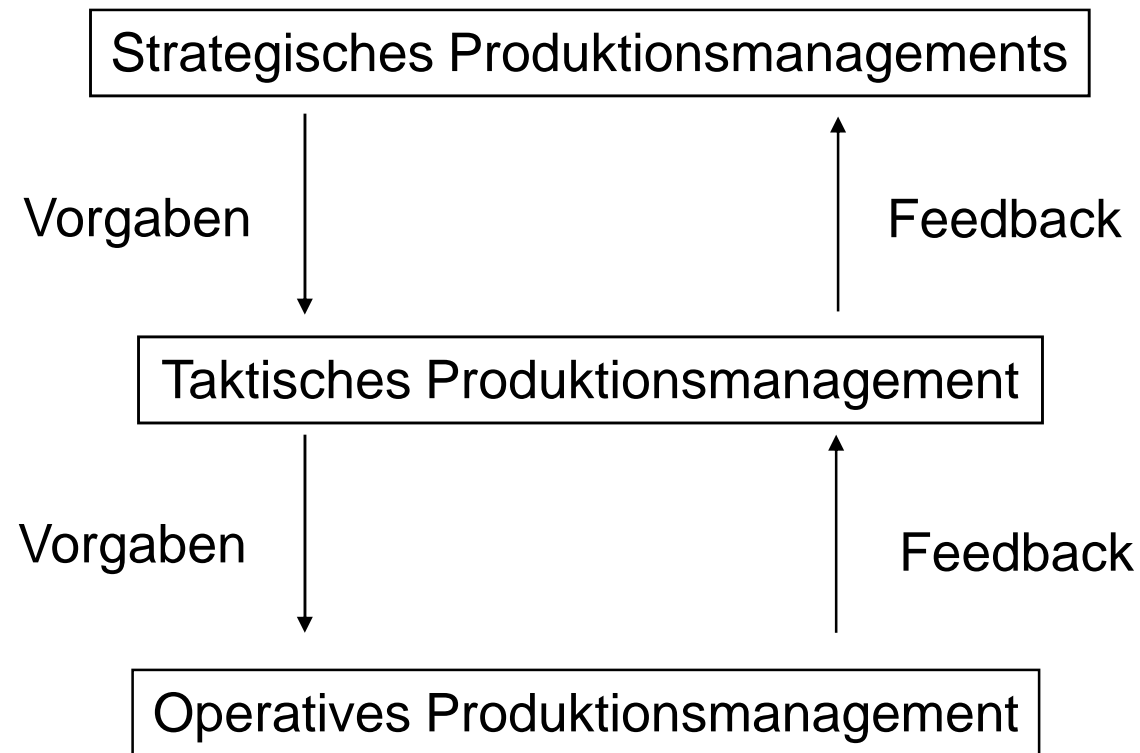 Strategisches Produktionsmanagements
Vorgaben
Feedback
Taktisches Produktionsmanagement
Vorgaben
Feedback
Operatives Produktionsmanagement